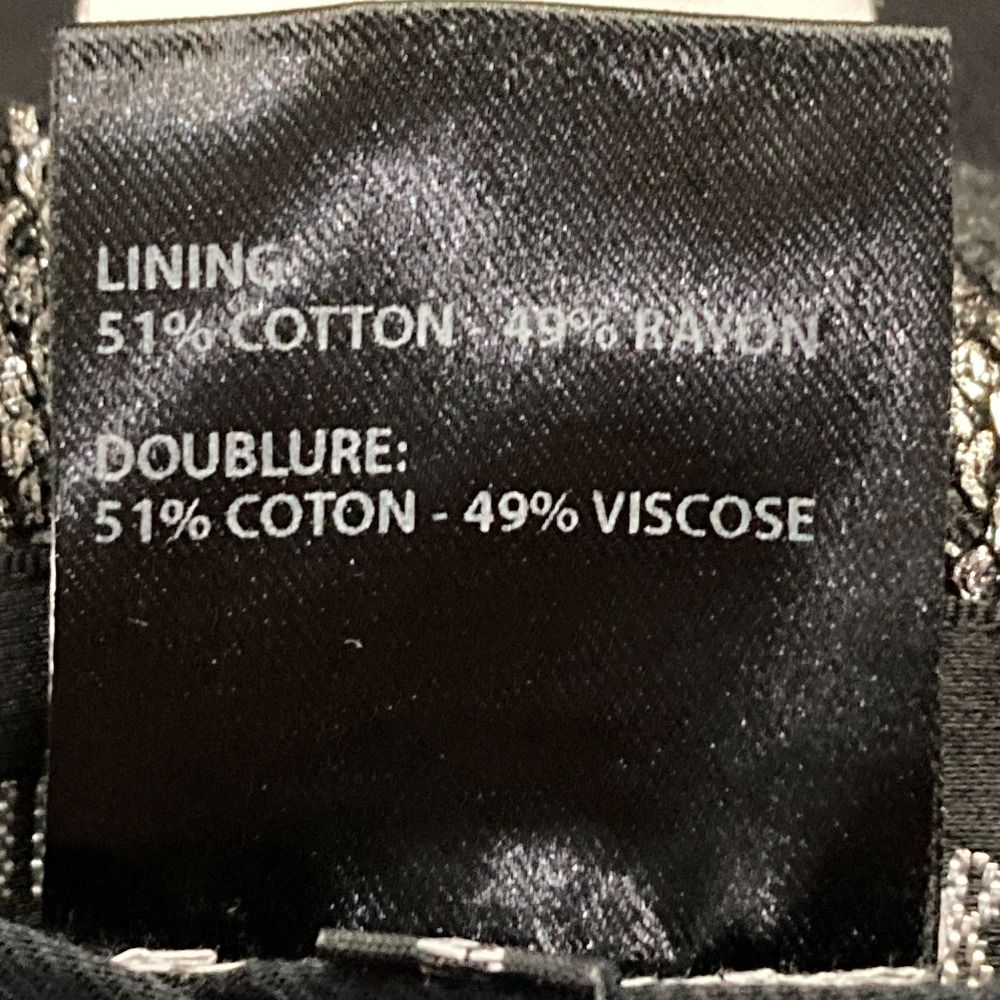 LINING:
51% COTTON - 49% RAYON
DOUBLURE:
51% COTON - 49% VISCOSE